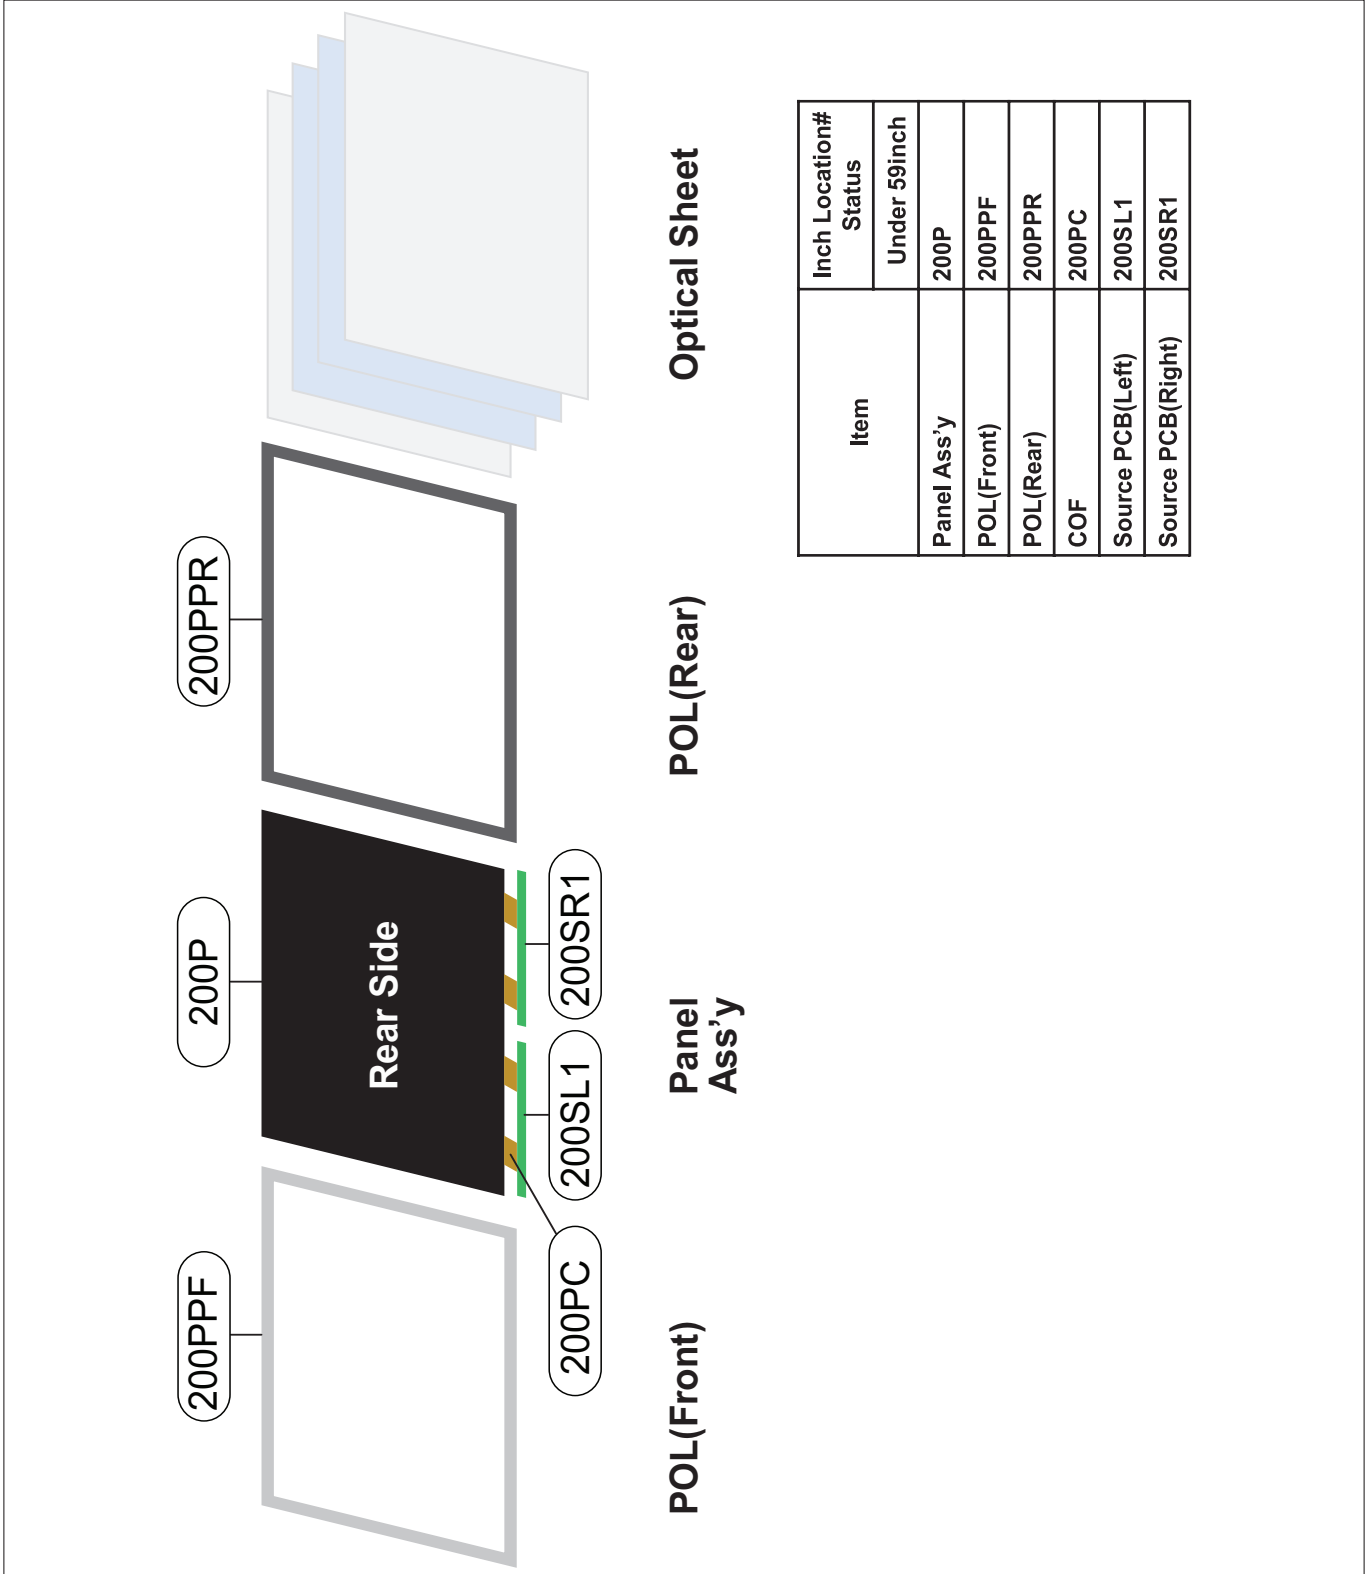 200PPF
200P
200PPR
Rear Side
200PC
200SL1
200SR1
POL(Front)
Panel
Ass’y
POL(Rear)
Optical Sheet
Item
Inch Location#
Status
Under 59inch
Panel Ass’y 200P
POL(Front) 200PPF
POL(Rear) 200PPR
COF 200PC
Source PCB(Left) 200SL1
Source PCB(Right) 200SR1